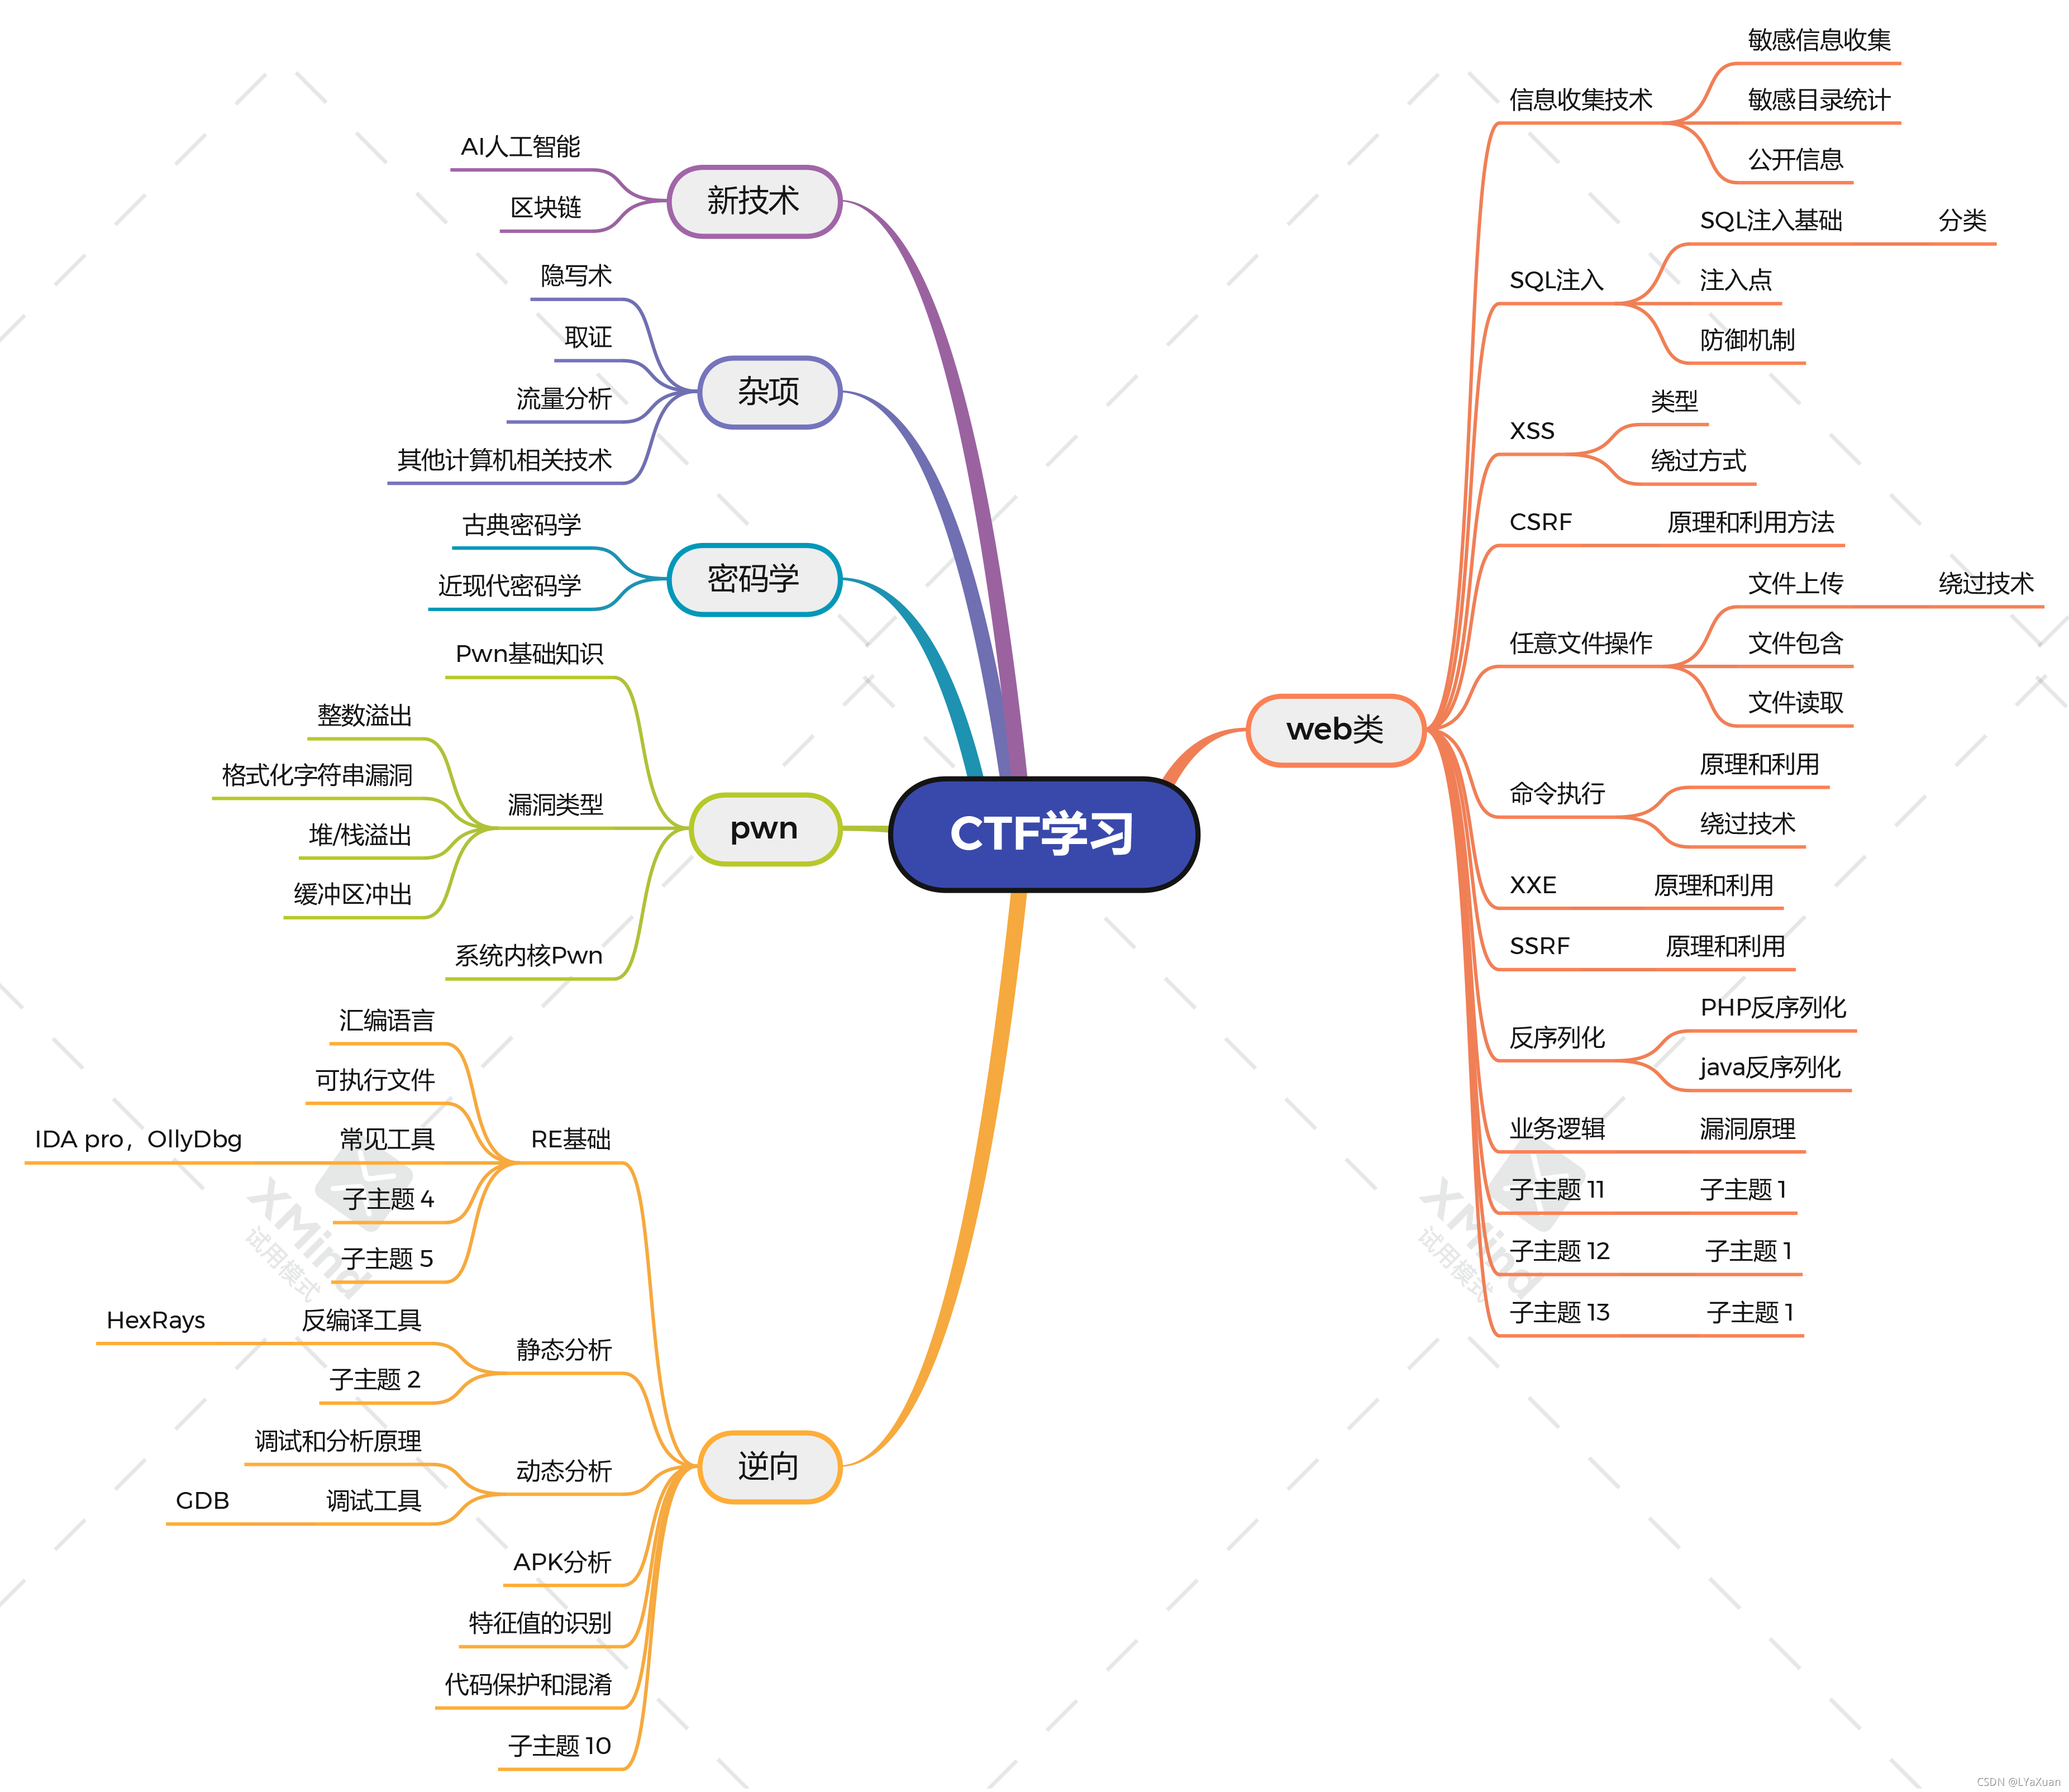 CTF学习
web类
信息收集技术
敏感信息收集
敏感目录统计
公开信息
SQL注入
SQL注入基础
分类
注入点
防御机制
XSS
类型
绕过方式
CSRF
原理和利用方法
任意文件操作
文件上传
绕过技术
文件包含
文件读取
命令执行
原理和利用
绕过技术
XXE
原理和利用
SSRF
原理和利用
反序列化
PHP反序列化
java反序列化
业务逻辑
漏洞原理
子主题 11
子主题 1
子主题 12
子主题 1
子主题 13
子主题 1
新技术
AI人工智能
区块链
杂项
隐写术
取证
流量分析
其他计算机相关技术
密码学
古典密码学
近现代密码学
pwn
Pwn基础知识
漏洞类型
整数溢出
格式化字符串漏洞
堆/栈溢出
缓冲区冲出
系统内核Pwn
逆向
RE基础
汇编语言
可执行文件
常见工具
IDA pro，OllyDbg
子主题 4
子主题 5
静态分析
反编译工具
HexRays
子主题 2
动态分析
调试和分析原理
调试工具
GDB
APK分析
特征值的识别
代码保护和混淆
子主题 10
XMind
试用模式
XMind
试用模式
CSDN @LYaXuan